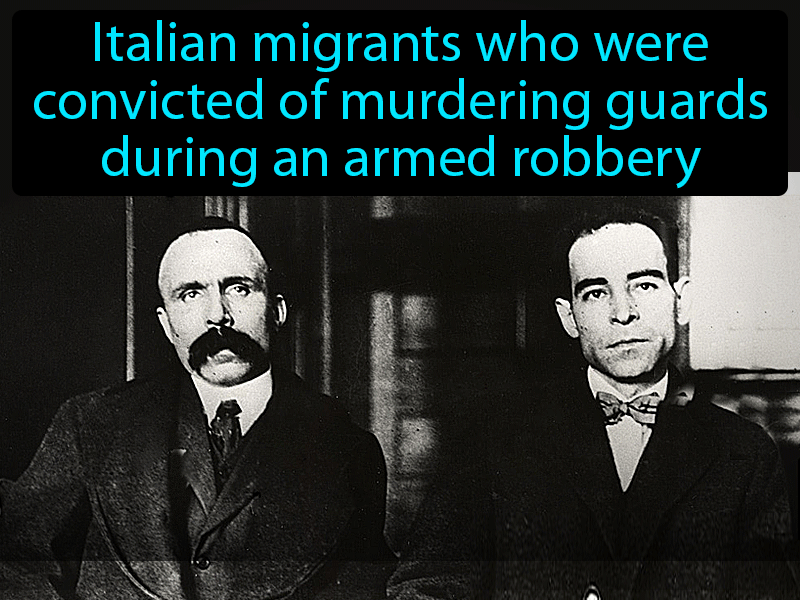 Italian migrants who were
convicted of murdering guards
during an armed robbery